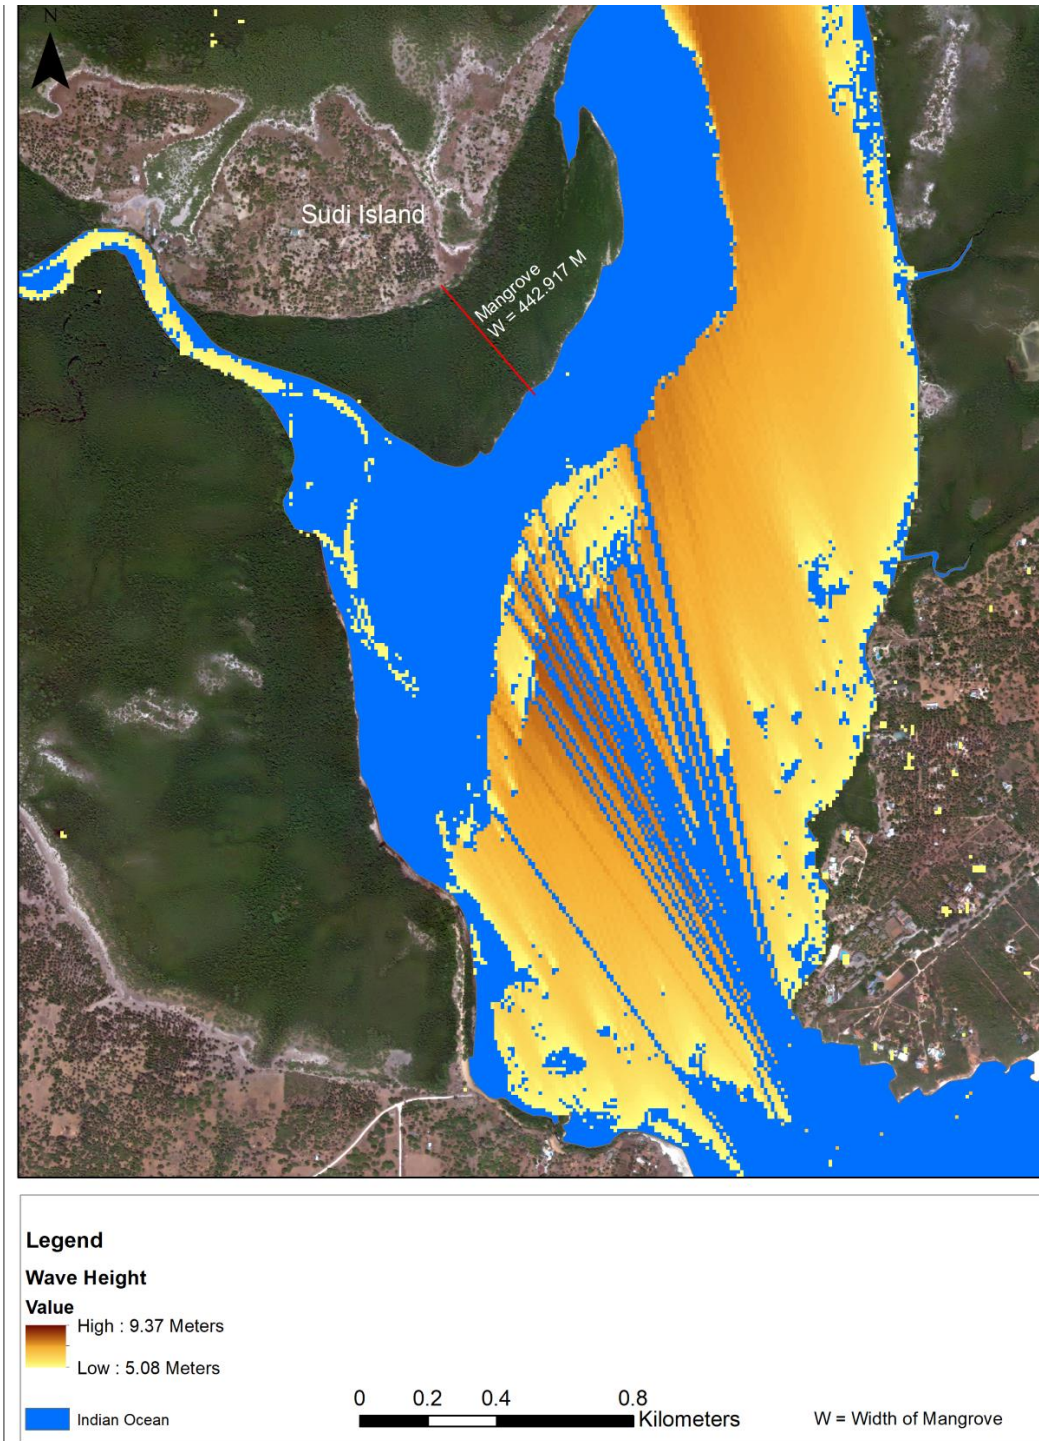 N
Sudi Island
Mangrove
W = 442.917 M
Legend
Wave Height
Value
High : 9.37 Meters
Low : 5.08 Meters
Indian Ocean
0 0.2 0.4 0.8
Kilometers
W = Width of Mangrove